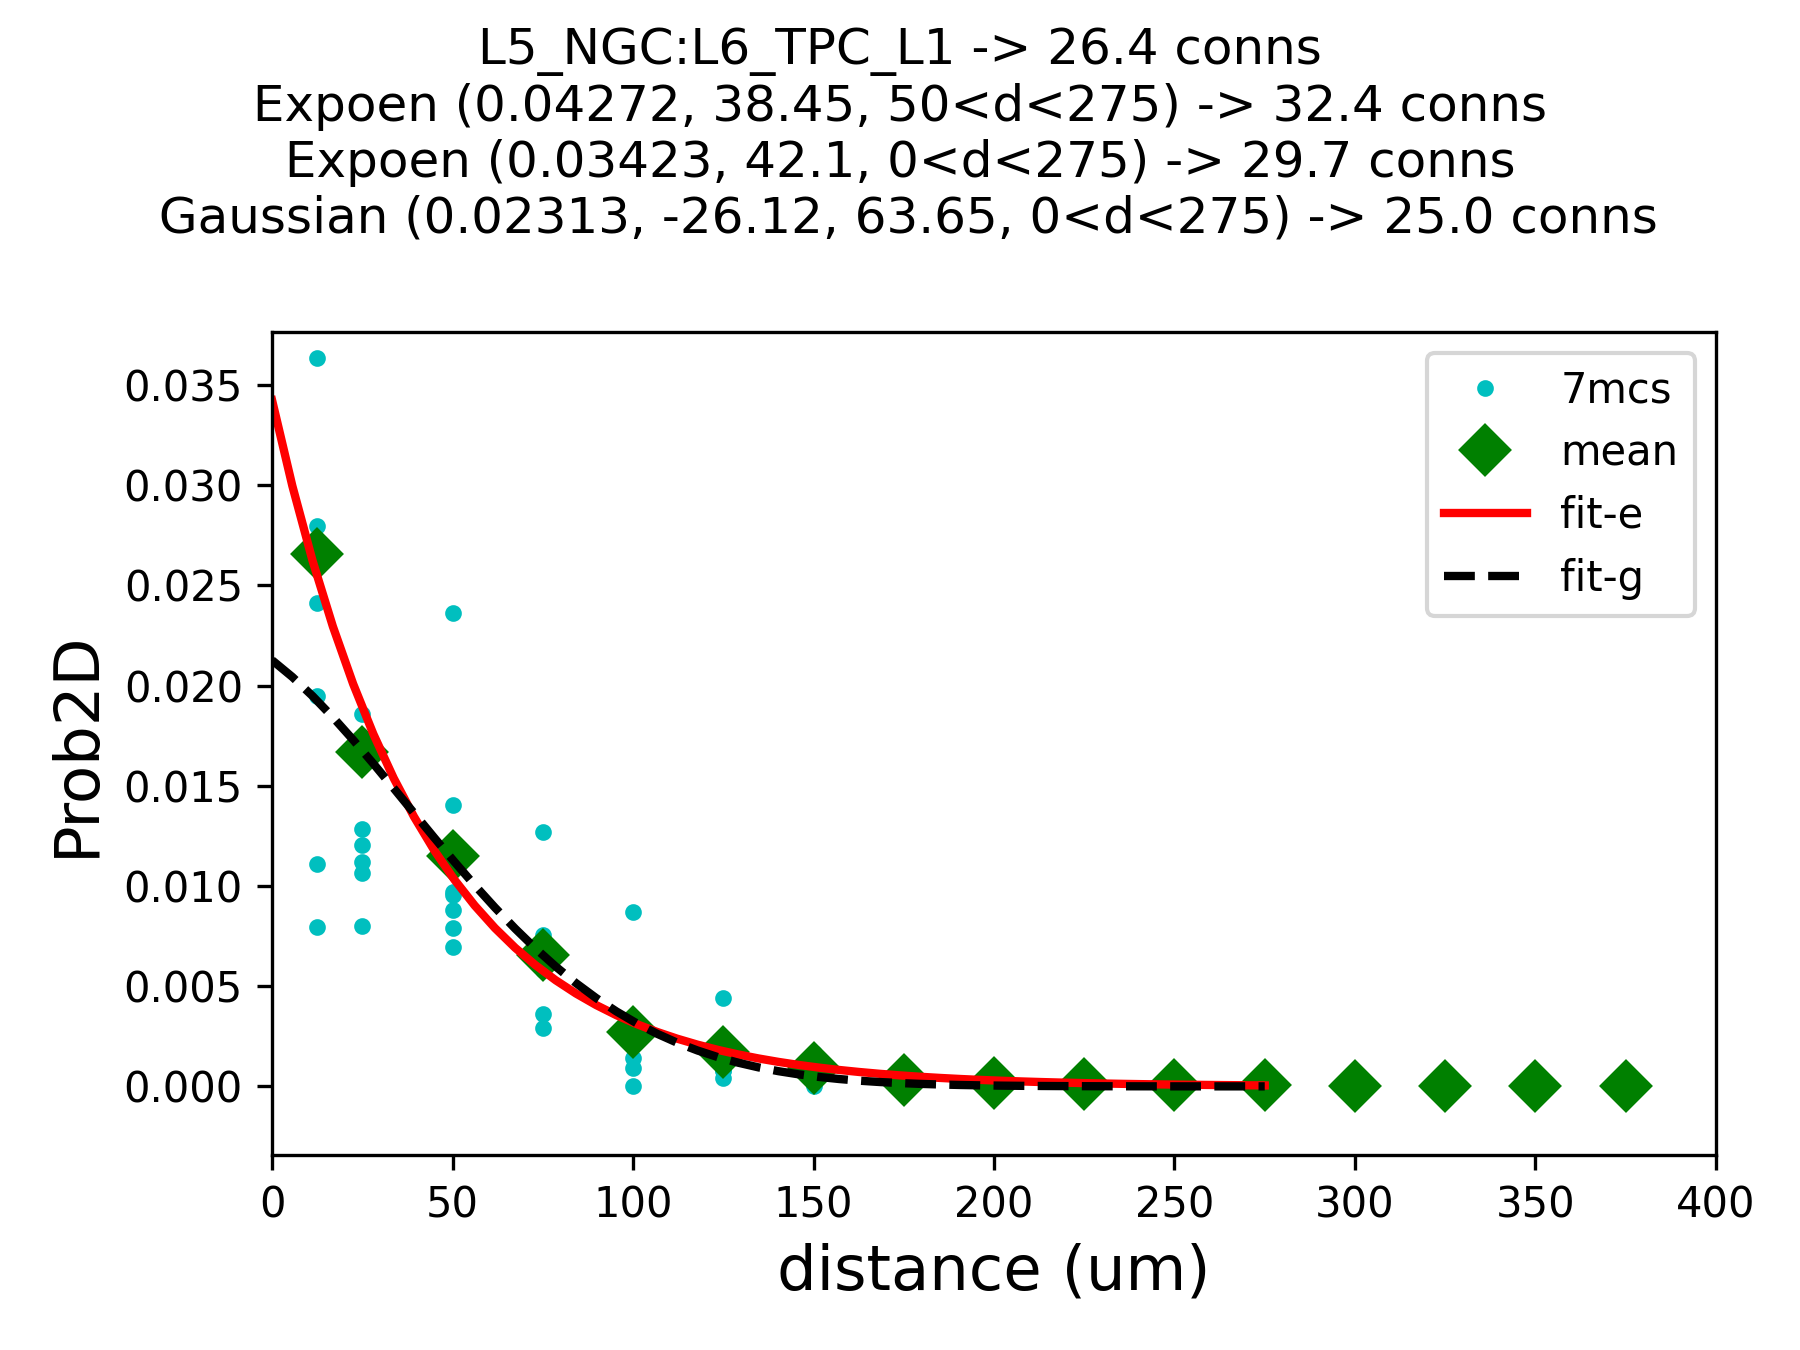 L5_NGC:L6_TPC_L1 -> 26.4 conns
Expoen (0.04272, 38.45, 50<d<275) -> 32.4 conns
Expoen (0.03423, 42.1, 0<d<275) -> 29.7 conns
Gaussian (0.02313, -26.12, 63.65, 0<d<275) -> 25.0 conns
7mcs
mean
fit-e
fit-g
0.035
0.030
0.025
0.020
0.015
0.010
0.005
0.000
Prob2D
0 50 100 150 200 250 300 350 400
distance (um)